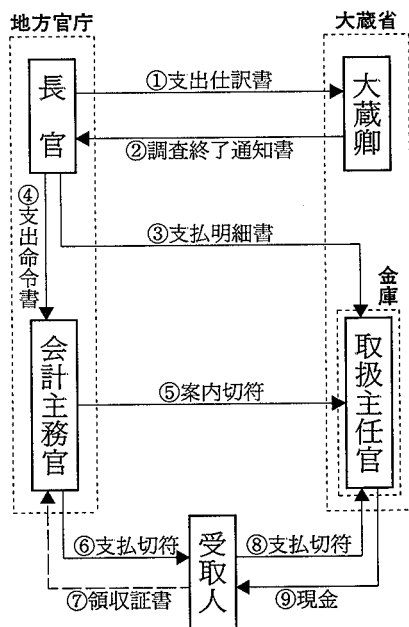 地方官庁
大蔵省
長官
①支出仕訳書
大蔵卿
②調査終了通知書
④支出命令書
③支払明細書
金庫
会計主務官
取扱主任官
⑤案内切符
⑥支払切符
受取人
⑧支払切符
⑦領収証書
⑨現金